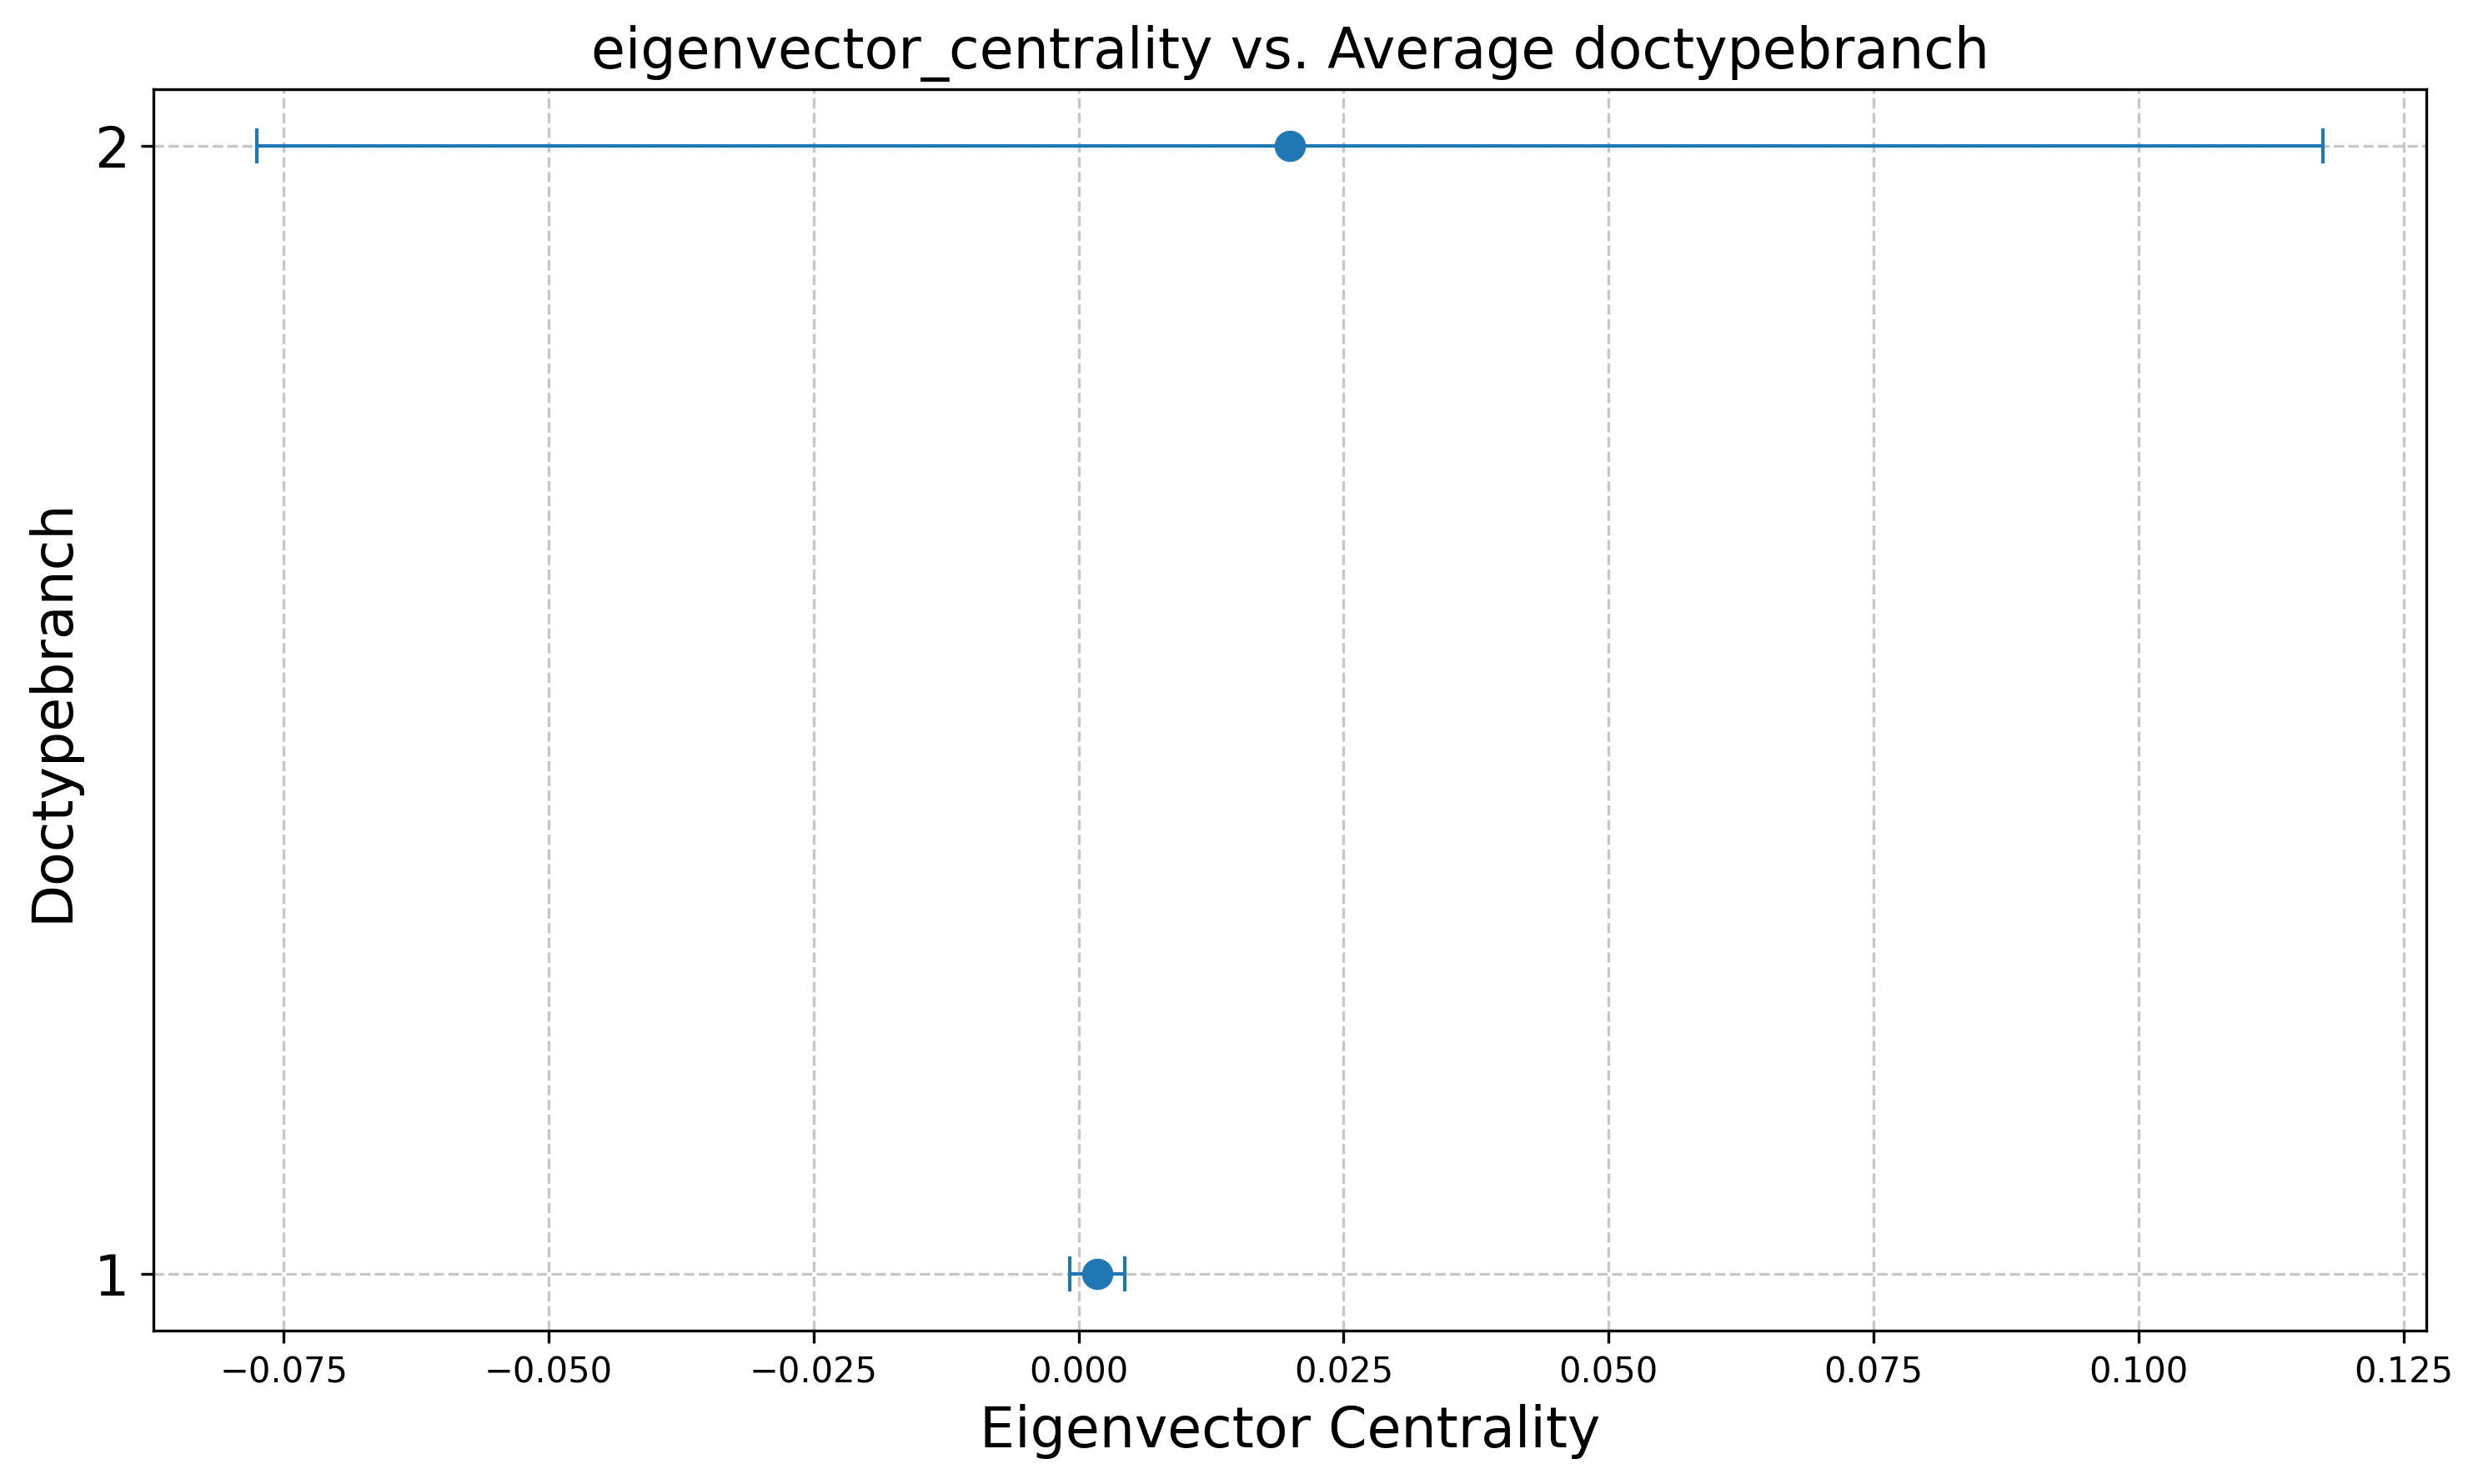 eigenvector_centrality vs. Average doctypebranch
2
Doctypebranch
1
−0.075 −0.050 −0.025 0.000 0.025 0.050 0.075 0.100 0.125
Eigenvector Centrality